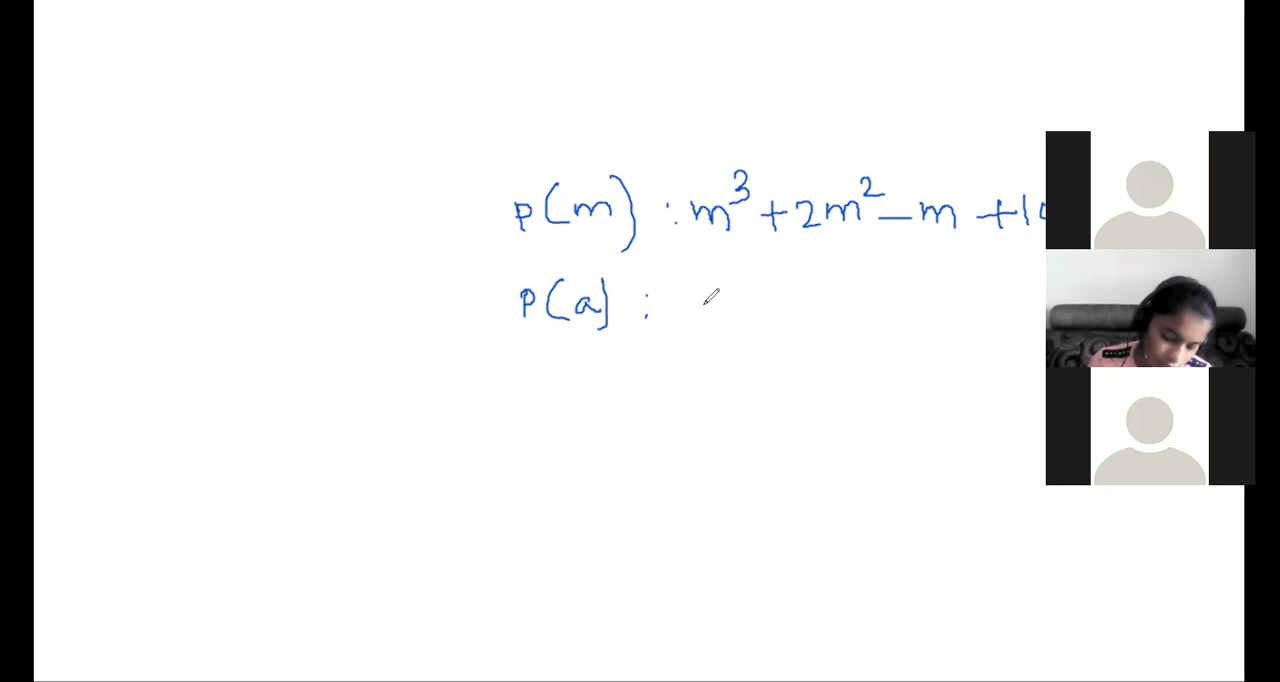 p(m) : m³ + 2m² - m + 1
p(a) :